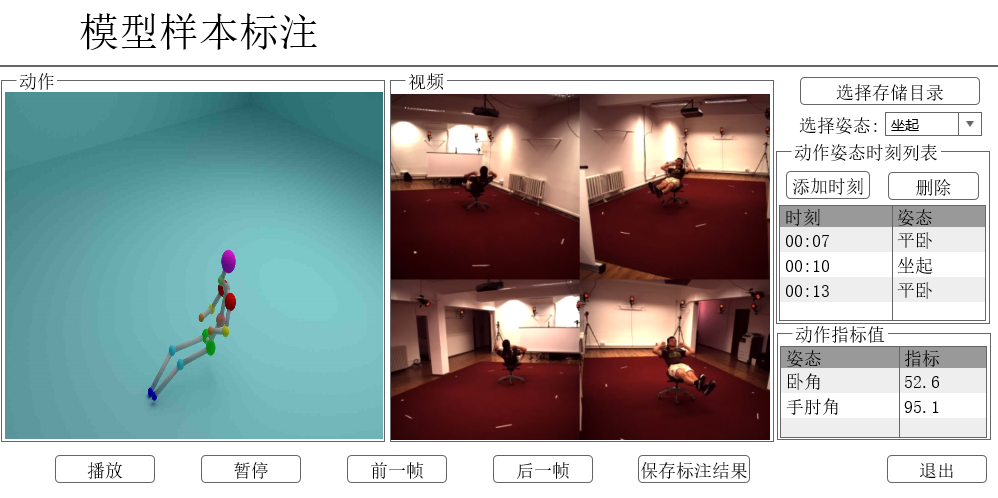 模型样本标注
动作
视频
选择存储目录
选择姿态: 坐起
动作姿态时刻列表
添加时刻 删除
时刻 姿态
00:07 平卧
00:10 坐起
00:13 平卧
动作指标值
姿态 指标
卧角 52.6
手肘角 95.1
播放 暂停 前一帧 后一帧 保存标注结果 退出